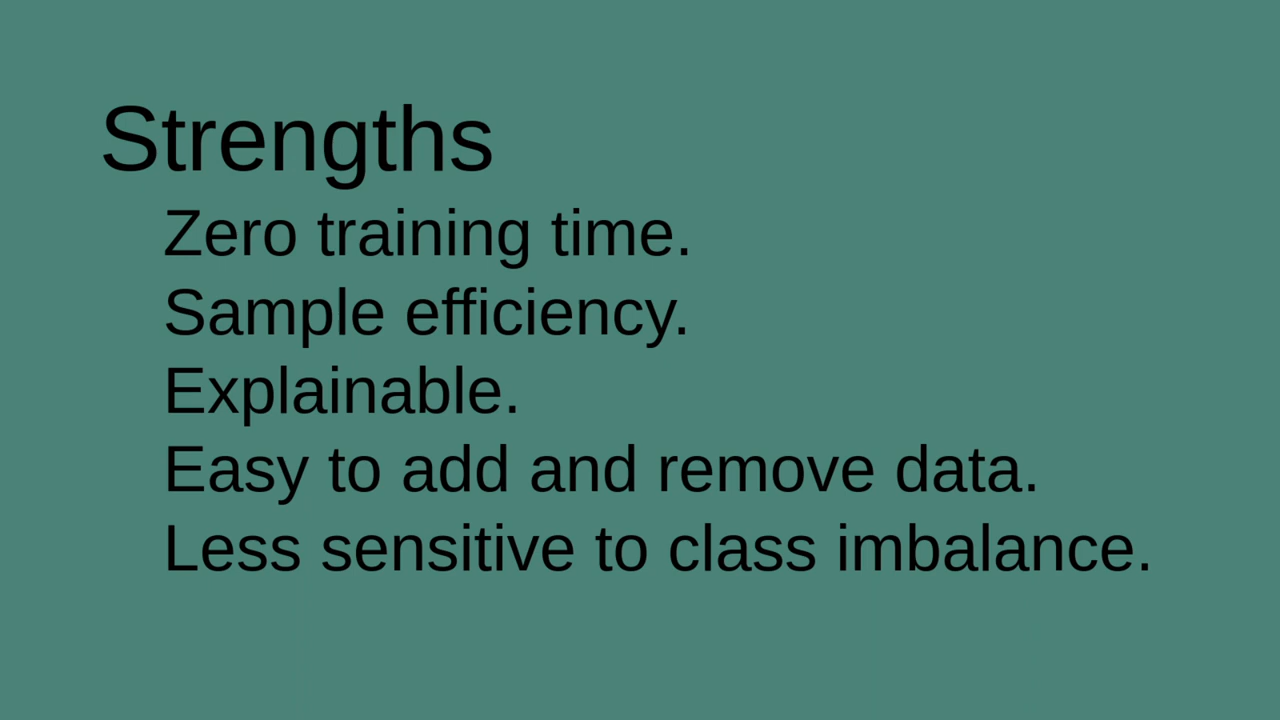 Strengths
Zero training time.
Sample efficiency.
Explainable.
Easy to add and remove data.
Less sensitive to class imbalance.